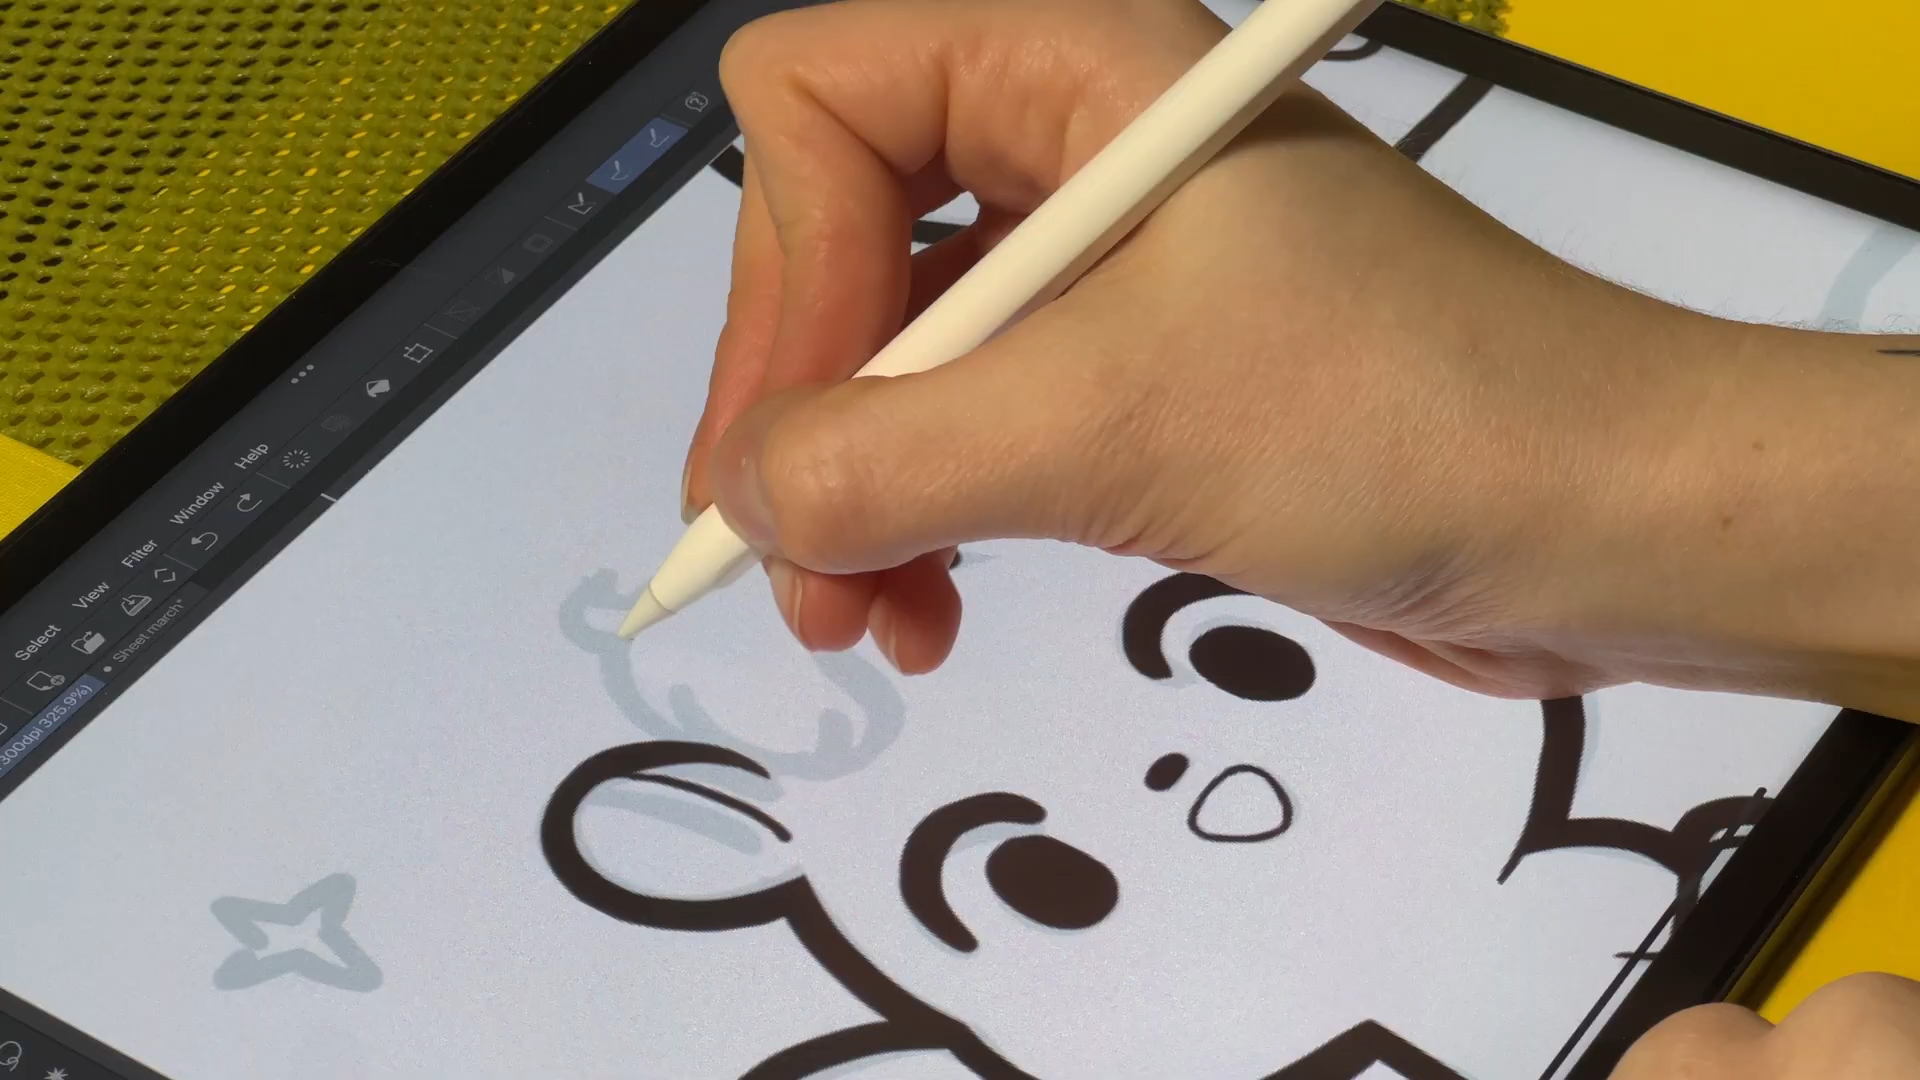 Select View Filter Window Help
Sheet march*
300dpi 325.9%)